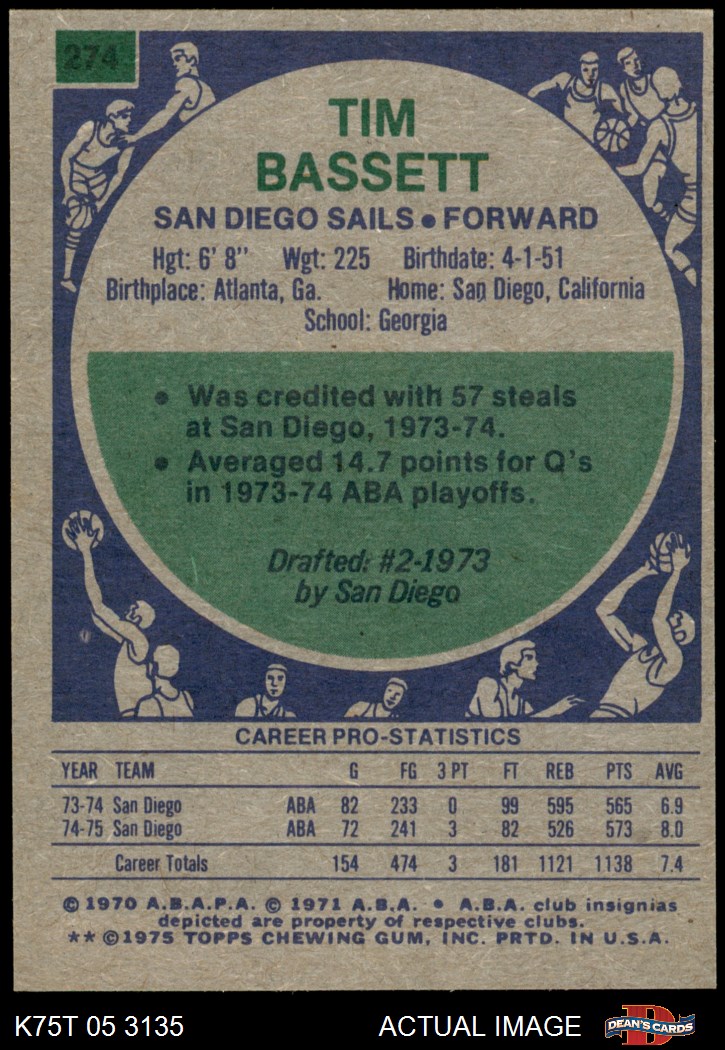 274
TIM
BASSETT
SAN DIEGO SAILS • FORWARD
Hgt: 6' 8" Wgt: 225 Birthdate: 4-1-51
Birthplace: Atlanta, Ga. Home: San Diego, California
School: Georgia
• Was credited with 57 steals
at San Diego, 1973-74.
• Averaged 14.7 points for Q's
in 1973-74 ABA playoffs.
Drafted: #2-1973
by San Diego
CAREER PRO-STATISTICS
YEAR TEAM G FG 3 PT FT REB PTS AVG
73-74 San Diego ABA 82 233 0 99 595 565 6.9
74-75 San Diego ABA 72 241 3 82 526 573 8.0
Career Totals 154 474 3 181 1121 1138 7.4
© 1970 A.B.A.P.A. © 1971 A.B.A. • A.B.A. club insignias
depicted are property of respective clubs.
** ©1975 TOPPS CHEWING GUM, INC. PRTD. IN U.S.A.
K75T 05 3135 ACTUAL IMAGE D DEAN'S CARDS